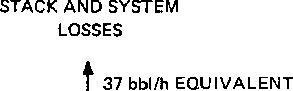 STACK AND SYSTEM
LOSSES
37 bbl/h EQUIVALENT